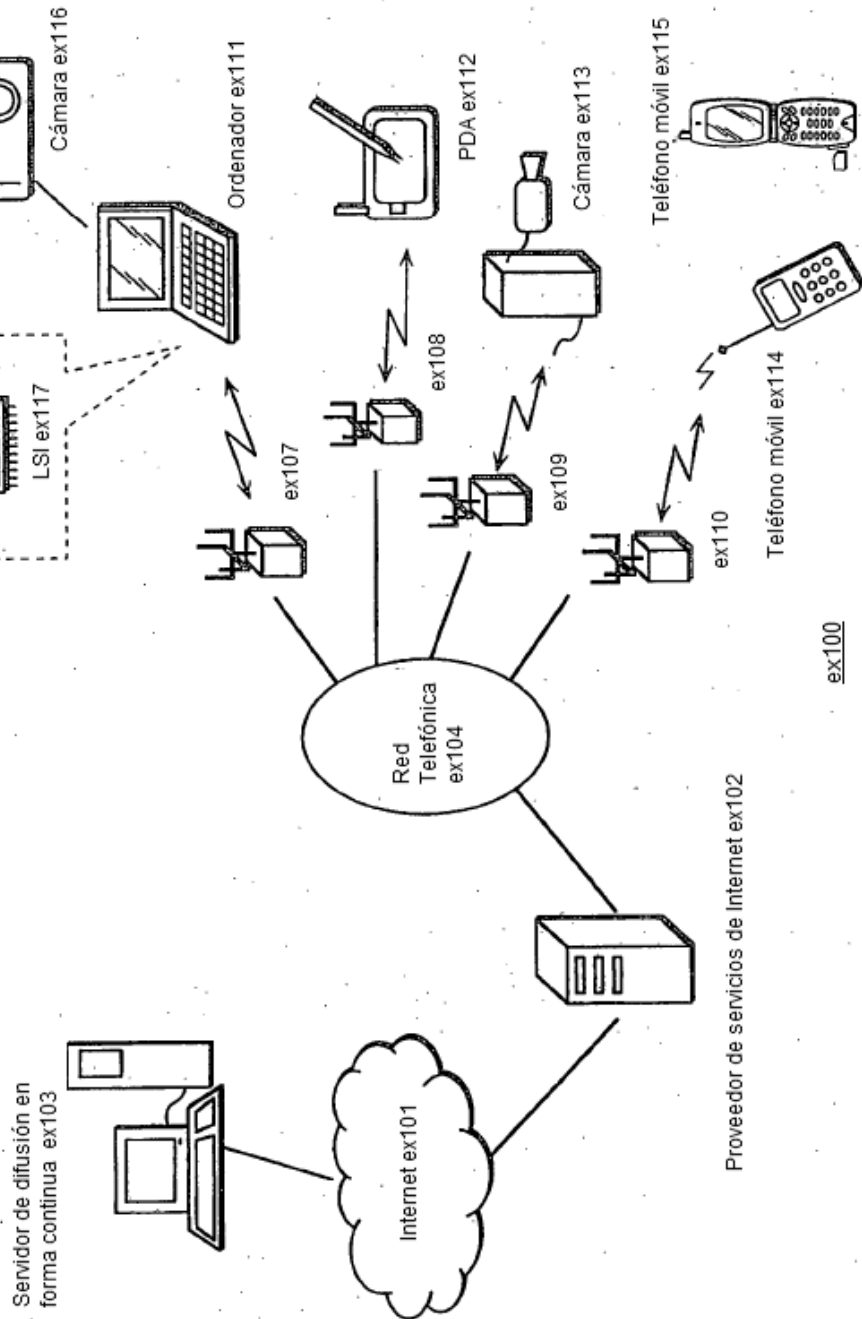 Servidor de difusión en
forma continua ex103
Internet ex101
Proveedor de servicios de Internet ex102
Red
Telefónica
ex104
ex107
ex108
ex109
ex110
LSI ex117
Cámara ex116
Ordenador ex111
PDA ex112
Cámara ex113
Teléfono móvil ex114
Teléfono móvil ex115
ex100